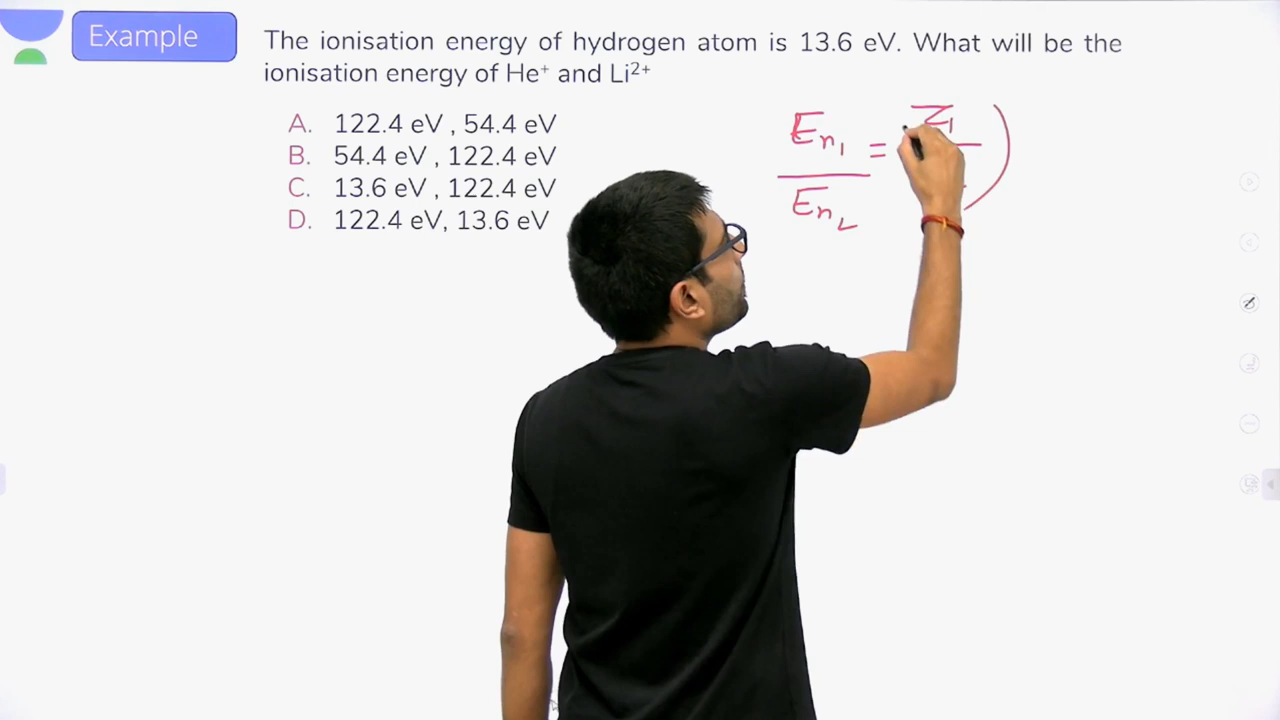 Example
The ionisation energy of hydrogen atom is 13.6 eV. What will be the
ionisation energy of He⁺ and Li²⁺
A. 122.4 eV , 54.4 eV
B. 54.4 eV , 122.4 eV
C. 13.6 eV , 122.4 eV
D. 122.4 eV, 13.6 eV
En₁ = Z₁ )
En₂